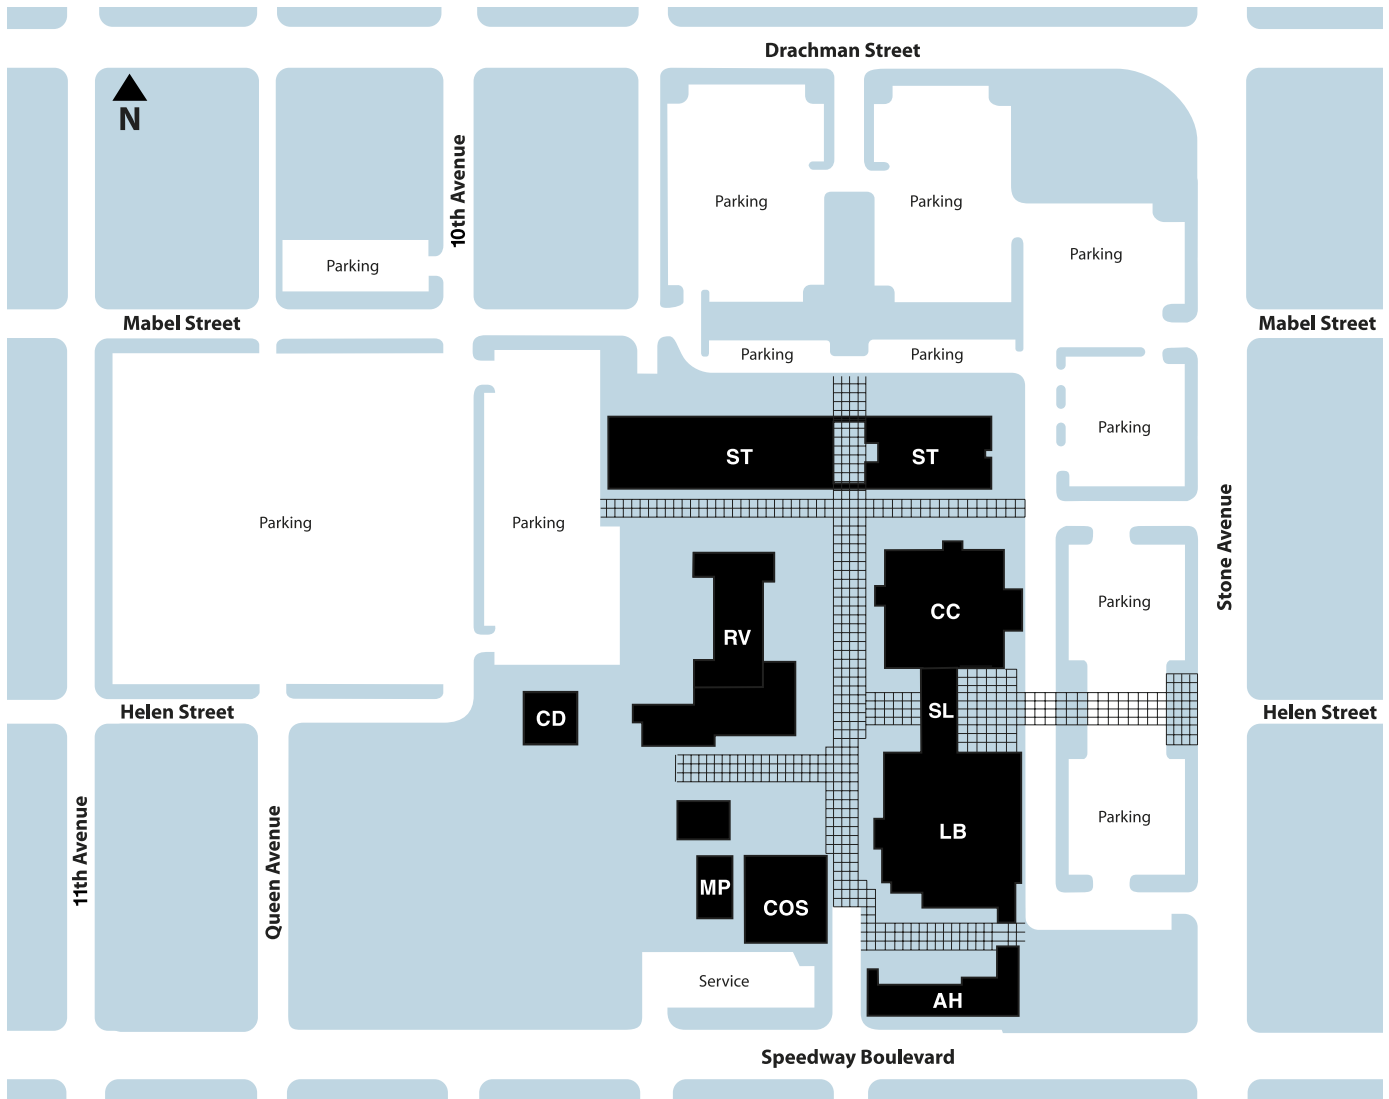 Drachman Street
N
10th Avenue
Parking
Parking
Parking
Parking
Mabel Street
Mabel Street
Parking
Parking
Parking
ST
ST
Parking
Parking
Stone Avenue
Parking
CC
RV
Helen Street
CD
SL
Helen Street
11th Avenue
Queen Avenue
Parking
LB
MP
COS
Service
AH
Speedway Boulevard